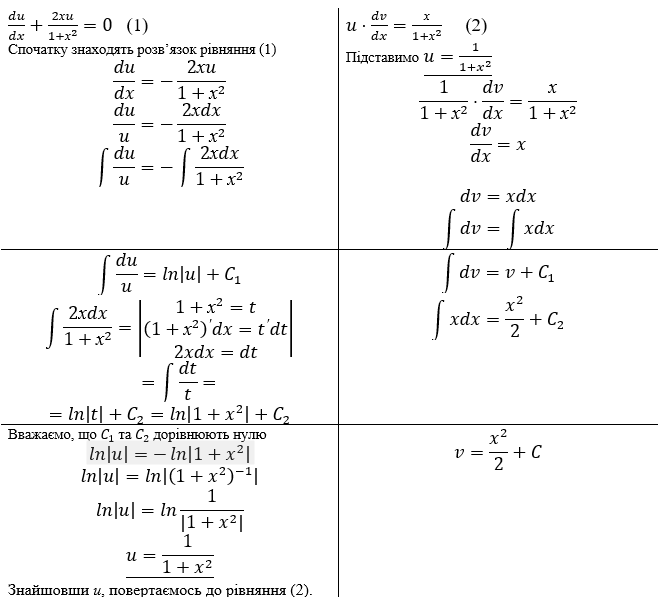 du/dx + 2xu/(1+x²) = 0 (1)
Спочатку знаходять розв’язок рівняння (1)
du/dx = − 2xu/(1 + x²)
du/u = − 2xdx/(1 + x²)
∫ du/u = − ∫ 2xdx/(1 + x²)
u · dv/dx = x/(1+x²) (2)
Підставимо u = 1/(1+x²)
1/(1 + x²) · dv/dx = x/(1 + x²)
dv/dx = x
dv = xdx
∫ dv = ∫ xdx
∫ du/u = ln|u| + C₁
∫ 2xdx/(1 + x²) = | 1 + x² = t
(1 + x²)′dx = t′dt
2xdx = dt |
= ∫ dt/t =
= ln|t| + C₂ = ln|1 + x²| + C₂
∫ dv = v + C₁
∫ xdx = x²/2 + C₂
Вважаємо, що C₁ та C₂ дорівнюють нулю
ln|u| = −ln|1 + x²|
ln|u| = ln|(1 + x²)⁻¹|
ln|u| = ln 1/|1 + x²|
u = 1/(1 + x²)
Знайшовши u, повертаємось до рівняння (2).
v = x²/2 + C